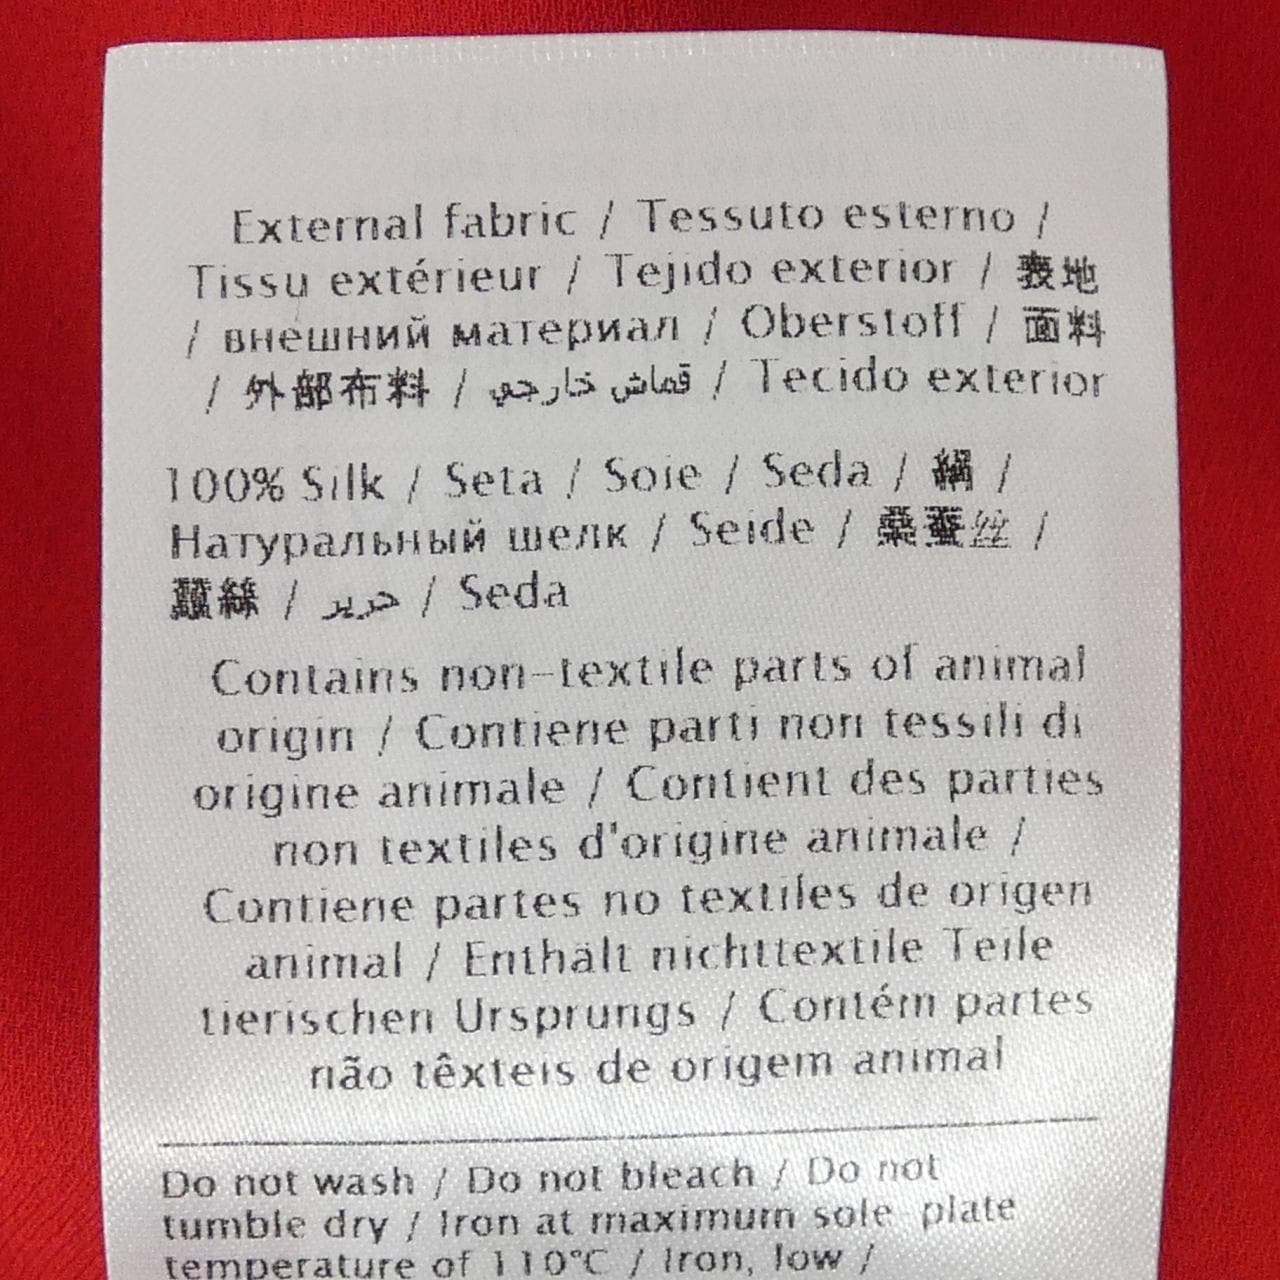 External fabric / Tessuto esterno /
Tissu extérieur / Tejido exterior / 表地
/ внешний материал / Oberstoff / 面料
/ 外部布料 / قماش خارجي / Tecido exterior
100% Silk / Seta / Soie / Seda / 絹 /
Натуральный шелк / Seide / 桑蚕丝 /
蠶絲 / حرير / Seda
Contains non-textile parts of animal
origin / Contiene parti non tessili di
origine animale / Contient des parties
non textiles d'origine animale /
Contiene partes no textiles de origen
animal / Enthält nichttextile Teile
tierischen Ursprungs / Contém partes
não têxteis de origem animal
Do not wash / Do not bleach / Do not
tumble dry / Iron at maximum sole plate
temperature of 110°C / Iron, low /